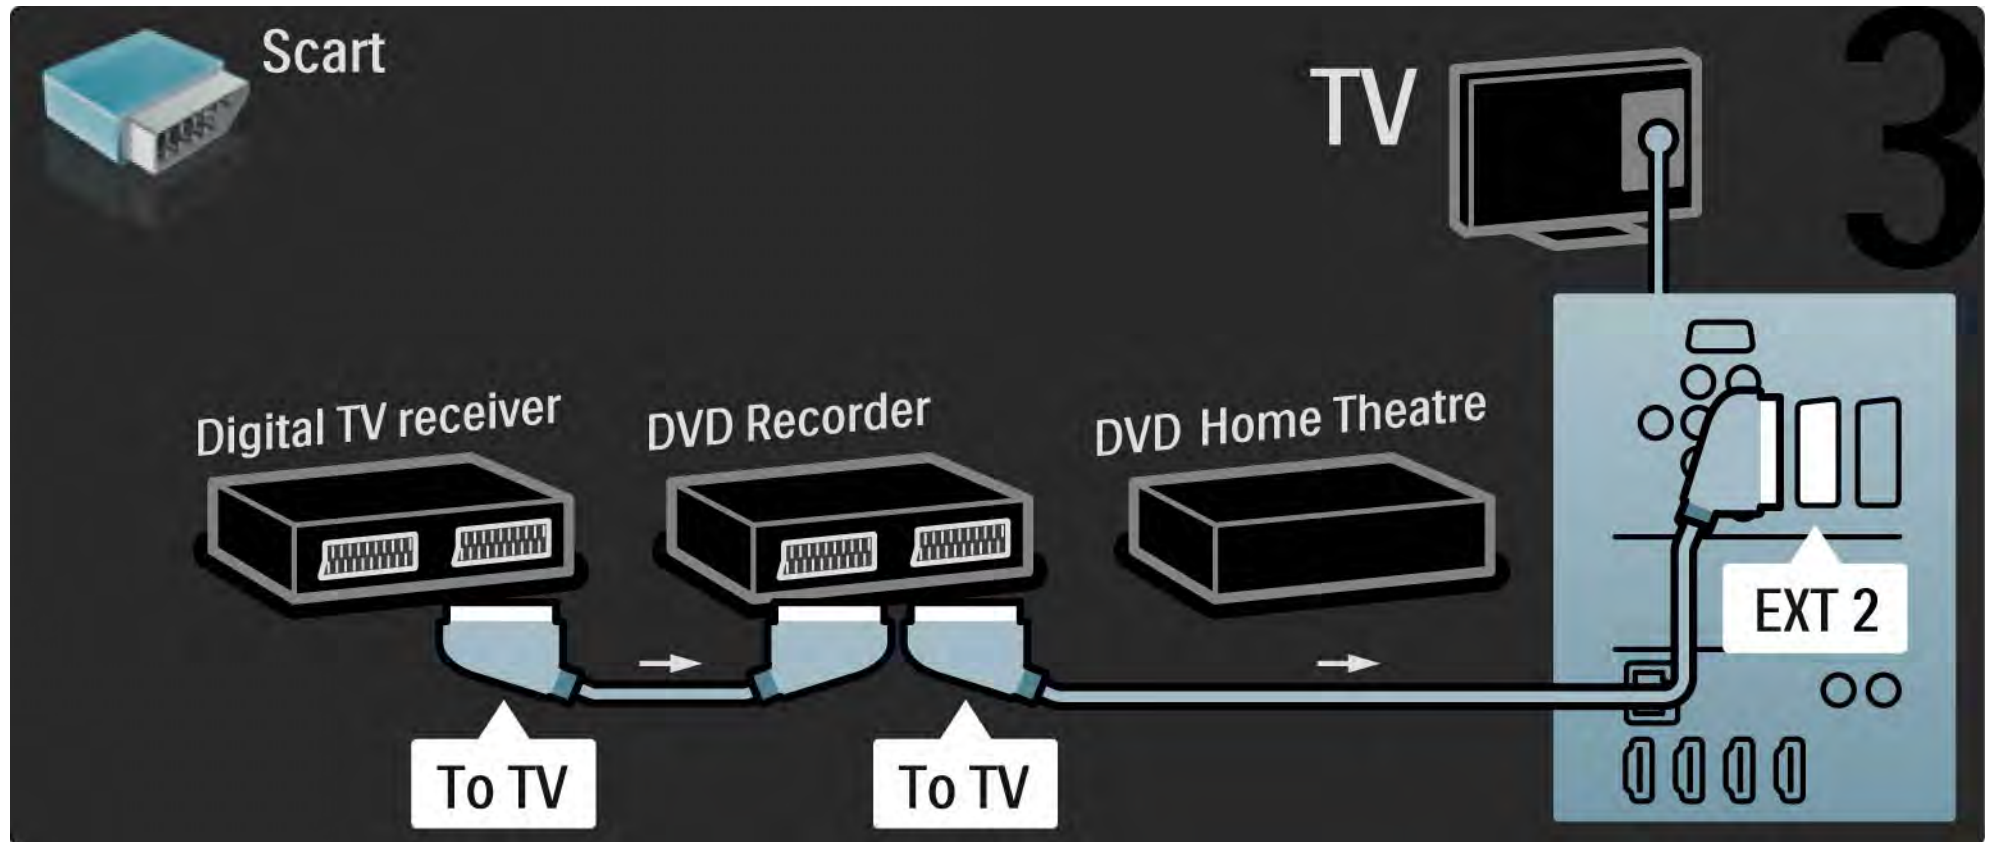 Scart
TV
3
Digital TV receiver
DVD Recorder
DVD Home Theatre
EXT 2
To TV
To TV